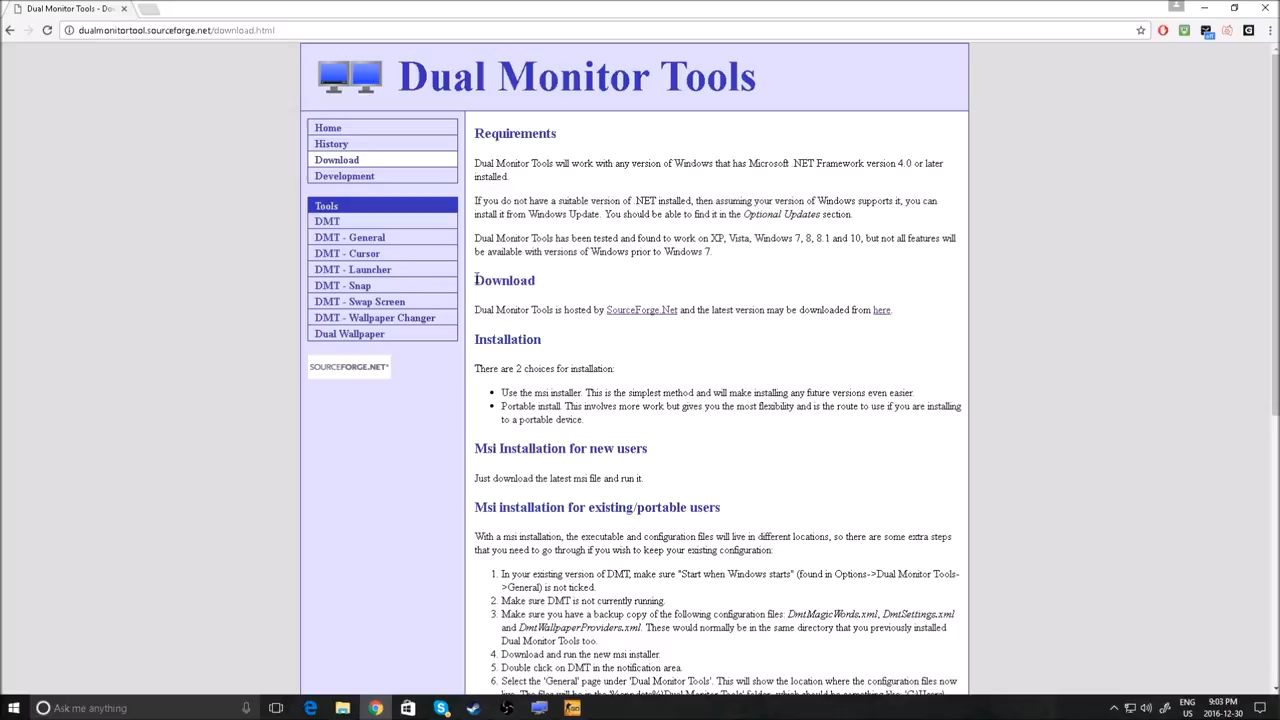 Dual Monitor Tools - Do
dualmonitortool.sourceforge.net/download.html
Dual Monitor Tools
Home
History
Download
Development
Tools
DMT
DMT - General
DMT - Cursor
DMT - Launcher
DMT - Snap
DMT - Swap Screen
DMT - Wallpaper Changer
Dual Wallpaper
SOURCEFORGE.NET®
Requirements
Dual Monitor Tools will work with any version of Windows that has Microsoft .NET Framework version 4.0 or later
installed.
If you do not have a suitable version of .NET installed, then assuming your version of Windows supports it, you can
install it from Windows Update. You should be able to find it in the Optional Updates section.
Dual Monitor Tools has been tested and found to work on XP, Vista, Windows 7, 8, 8.1 and 10, but not all features will
be available with versions of Windows prior to Windows 7.
Download
Dual Monitor Tools is hosted by SourceForge.Net and the latest version may be downloaded from here.
Installation
There are 2 choices for installation:
• Use the msi installer. This is the simplest method and will make installing any future versions even easier.
• Portable install. This involves more work but gives you the most flexibility and is the route to use if you are installing
to a portable device.
Msi Installation for new users
Just download the latest msi file and run it.
Msi installation for existing/portable users
With a msi installation, the executable and configuration files will live in different locations, so there are some extra steps
that you need to go through if you wish to keep your existing configuration:
1. In your existing version of DMT, make sure "Start when Windows starts" (found in Options->Dual Monitor Tools-
>General) is not ticked.
2. Make sure DMT is not currently running.
3. Make sure you have a backup copy of the following configuration files: DmtMagicWords.xml, DmtSettings.xml
and DmtWallpaperProviders.xml. These would normally be in the same directory that you previously installed
Dual Monitor Tools too.
4. Download and run the new msi installer.
5. Double click on DMT in the notification area.
6. Select the 'General' page under 'Dual Monitor Tools'. This will show the location where the configuration files now
live. The files will be in the %appdata%\Dual Monitor Tools' folder, which should be something like: 'C:\Users\
Ask me anything
ENG
US
9:03 PM
2016-12-30